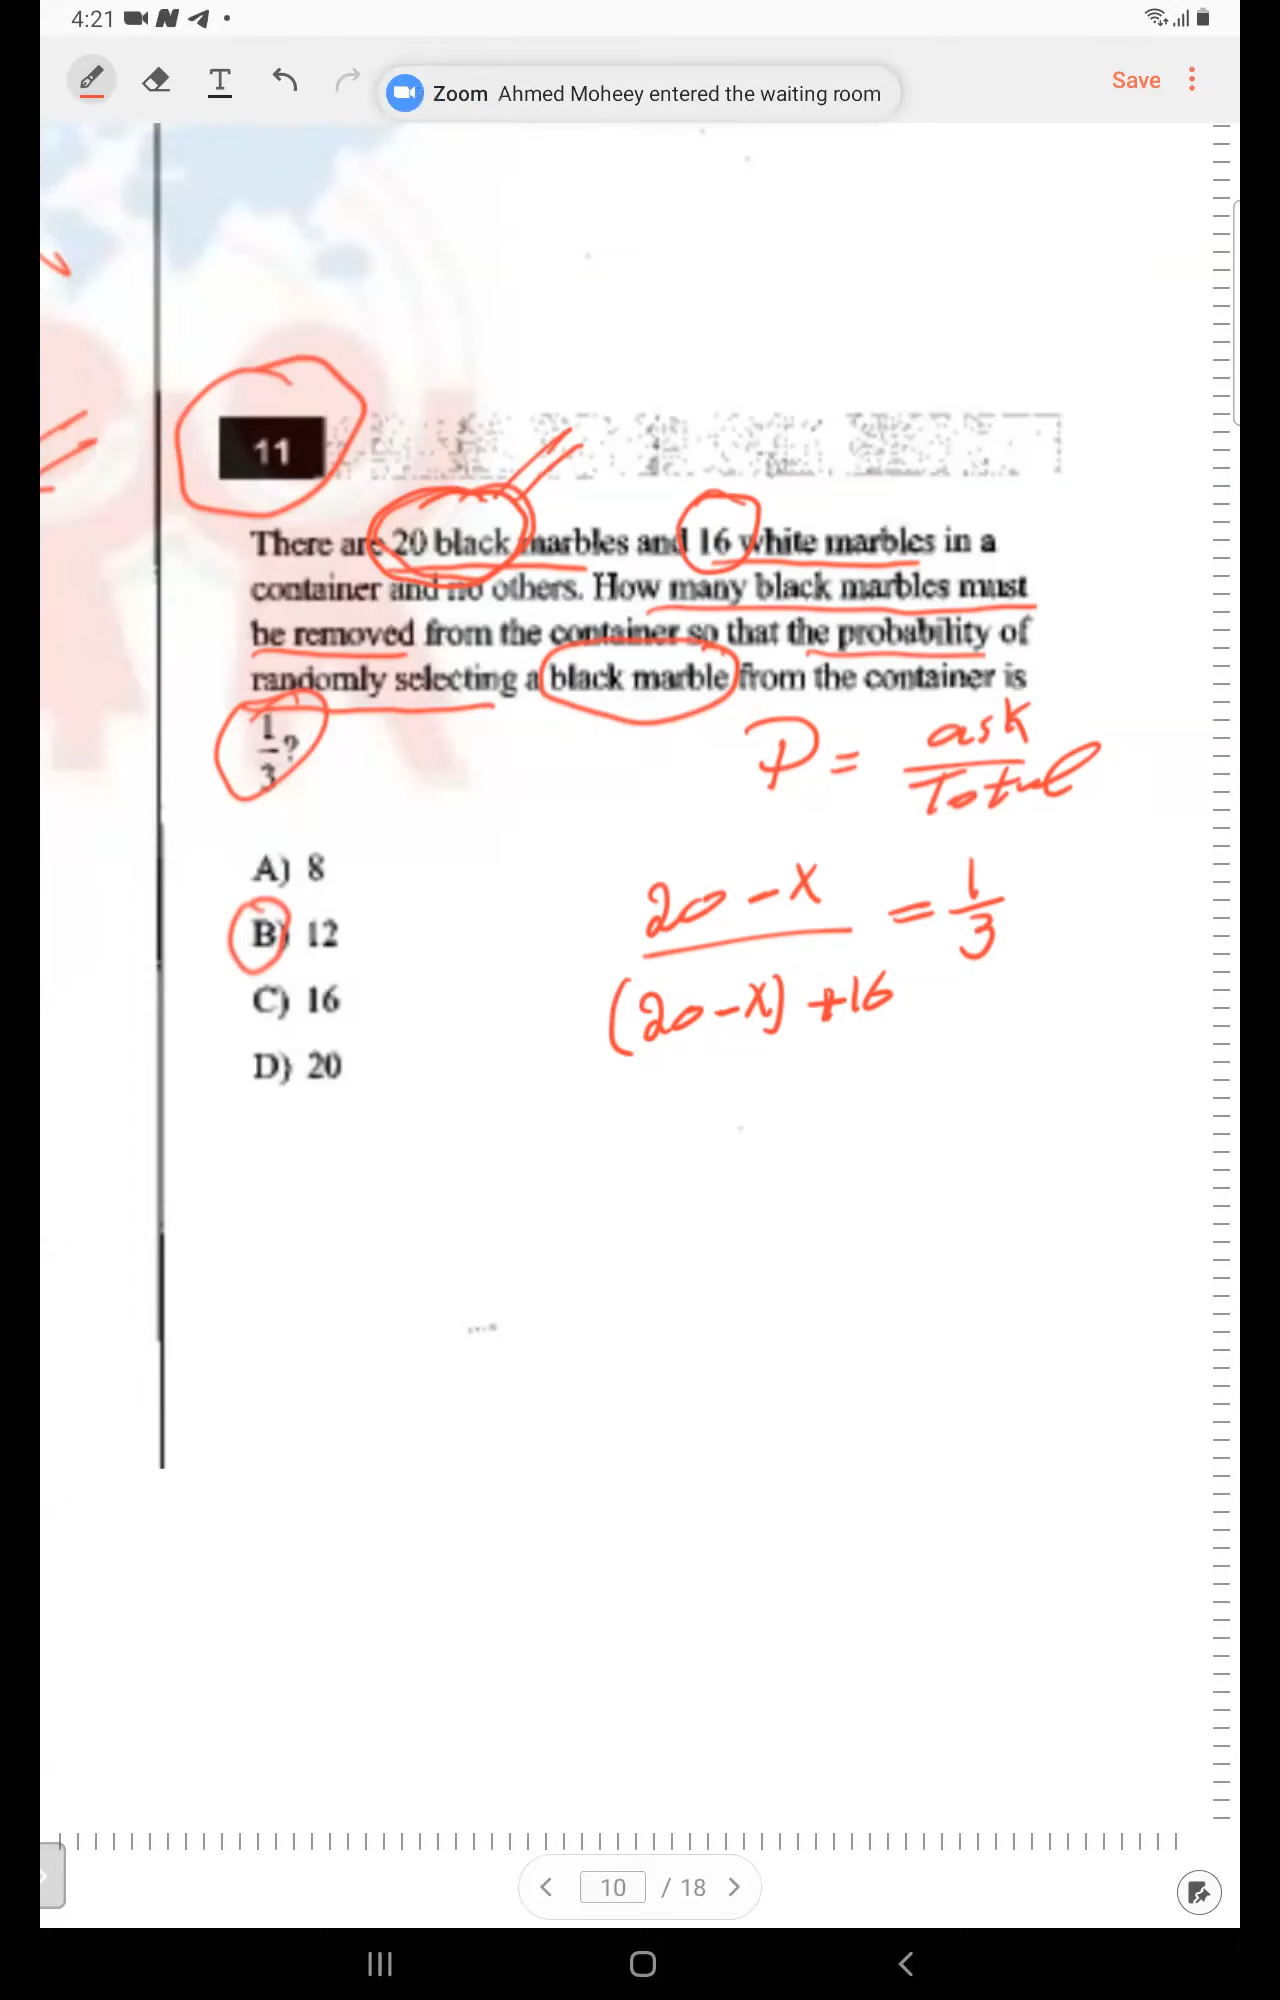 4:21
Zoom Ahmed Moheey entered the waiting room
Save
11
There are 20 black marbles and 16 white marbles in a
container and no others. How many black marbles must
be removed from the container so that the probability of
randomly selecting a black marble from the container is
1/3?
P = ask/Total
A) 8
B) 12
C) 16
D) 20
20 - x / (20 - x) + 16 = 1/3
10 / 18